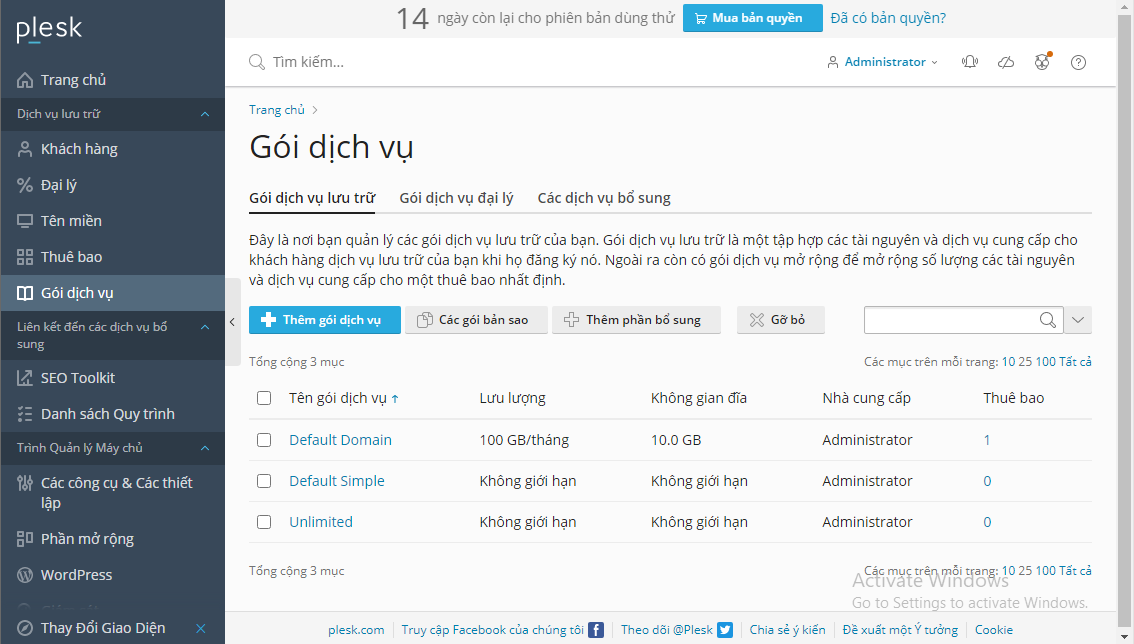 plesk
14 ngày còn lại cho phiên bản dùng thử Mua bản quyền Đã có bản quyền?
Tìm kiếm...
Administrator
Trang chủ
Dịch vụ lưu trữ
Khách hàng
Đại lý
Tên miền
Thuê bao
Gói dịch vụ
Liên kết đến các dịch vụ bổ
sung
SEO Toolkit
Danh sách Quy trình
Trình Quản lý Máy chủ
Các công cụ & Các thiết
lập
Phần mở rộng
WordPress
Thay Đổi Giao Diện
Trang chủ
Gói dịch vụ
Gói dịch vụ lưu trữ Gói dịch vụ đại lý Các dịch vụ bổ sung
Đây là nơi bạn quản lý các gói dịch vụ lưu trữ của bạn. Gói dịch vụ lưu trữ là một tập hợp các tài nguyên và dịch vụ cung cấp cho
khách hàng dịch vụ lưu trữ của bạn khi họ đăng ký nó. Ngoài ra còn có gói dịch vụ mở rộng để mở rộng số lượng các tài nguyên
và dịch vụ cung cấp cho một thuê bao nhất định.
Thêm gói dịch vụ Các gói bản sao Thêm phần bổ sung Gỡ bỏ
Tổng cộng 3 mục Các mục trên mỗi trang: 10 25 100 Tất cả
Tên gói dịch vụ ↑ Lưu lượng Không gian đĩa Nhà cung cấp Thuê bao
Default Domain 100 GB/tháng 10.0 GB Administrator 1
Default Simple Không giới hạn Không giới hạn Administrator 0
Unlimited Không giới hạn Không giới hạn Administrator 0
Tổng cộng 3 mục Các mục trên mỗi trang: 10 25 100 Tất cả
Activate Windows
Go to Settings to activate Windows.
plesk.com Truy cập Facebook của chúng tôi Theo dõi @Plesk Chia sẻ ý kiến Đề xuất một Ý tưởng Cookie